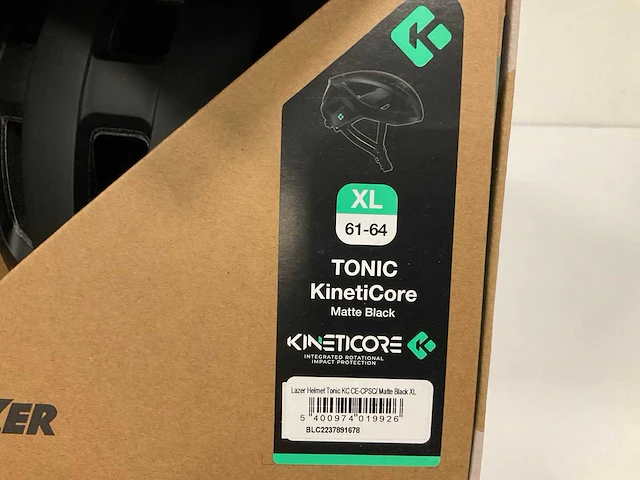 XL
61-64
TONIC
KinetiCore
Matte Black
KINETICORE
INTEGRATED ROTATIONAL
IMPACT PROTECTION
Lazer Helmet Tonic KC CE-CPSC/ Matte Black XL
5 400974 019926
BLC2237891678
ZER